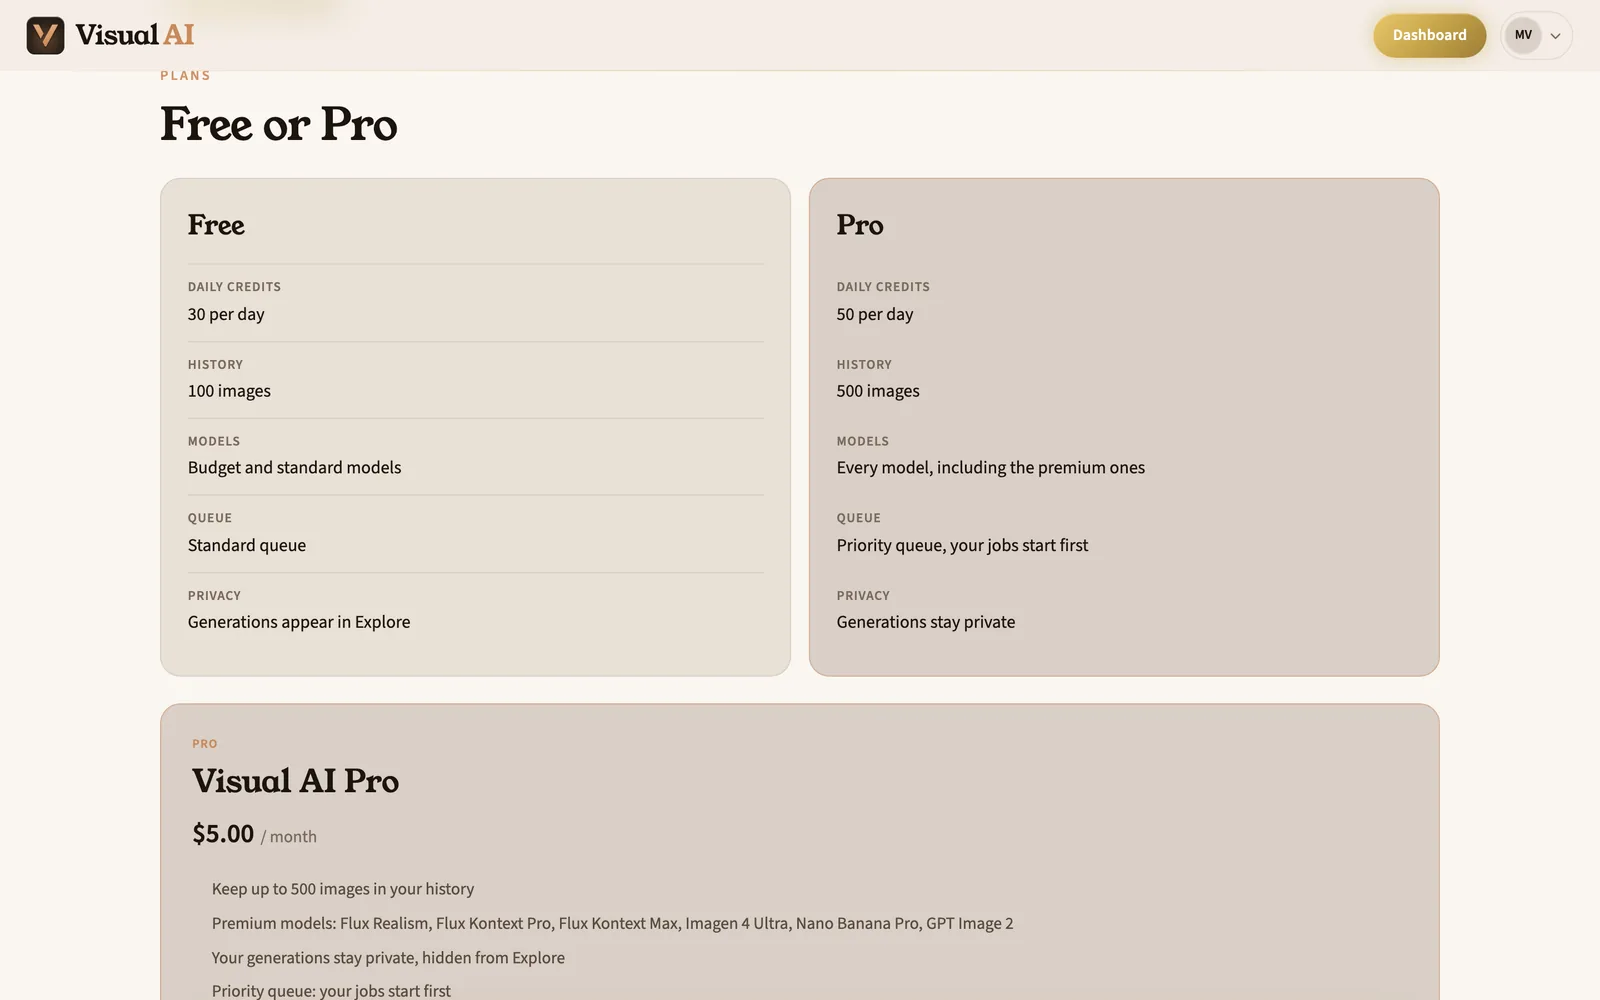 Visual AI
Dashboard
MV
PLANS
Free or Pro
Free
DAILY CREDITS
30 per day
HISTORY
100 images
MODELS
Budget and standard models
QUEUE
Standard queue
PRIVACY
Generations appear in Explore
Pro
DAILY CREDITS
50 per day
HISTORY
500 images
MODELS
Every model, including the premium ones
QUEUE
Priority queue, your jobs start first
PRIVACY
Generations stay private
PRO
Visual AI Pro
$5.00 / month
Keep up to 500 images in your history
Premium models: Flux Realism, Flux Kontext Pro, Flux Kontext Max, Imagen 4 Ultra, Nano Banana Pro, GPT Image 2
Your generations stay private, hidden from Explore
Priority queue: your jobs start first